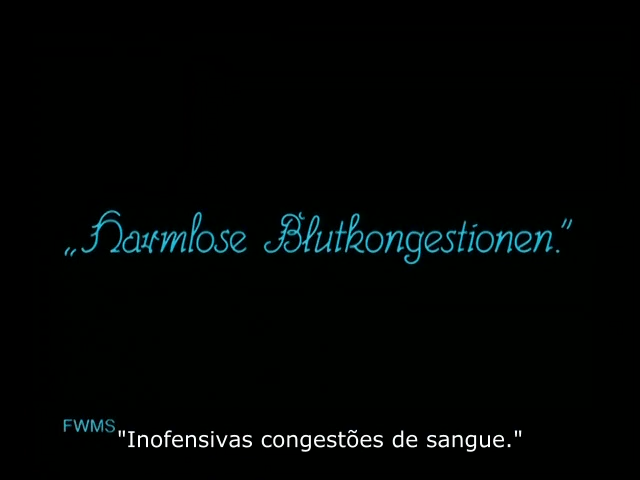 „Harmlose Blutkongestionen."
FWMS
"Inofensivas congestões de sangue."